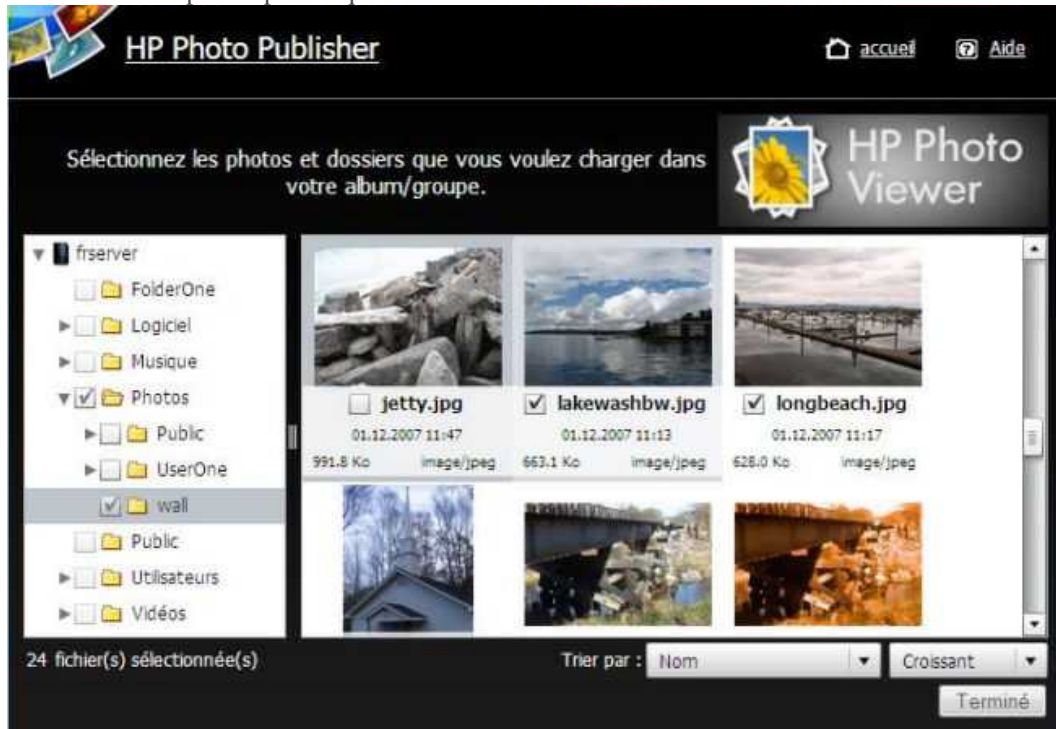 HP Photo Publisher
accueil
Aide
Sélectionnez les photos et dossiers que vous voulez charger dans
votre album/groupe.
HP Photo
Viewer
frserver
FolderOne
Logiciel
Musique
Photos
Public
UserOne
wall
Public
Utilisateurs
Vidéos
jetty.jpg
01.12.2007 11:47
991.8 Ko image/jpeg
lakewashbw.jpg
01.12.2007 11:13
663.1 Ko image/jpeg
longbeach.jpg
01.12.2007 11:17
628.0 Ko image/jpeg
24 fichier(s) sélectionnée(s)
Trier par : Nom
Croissant
Terminé